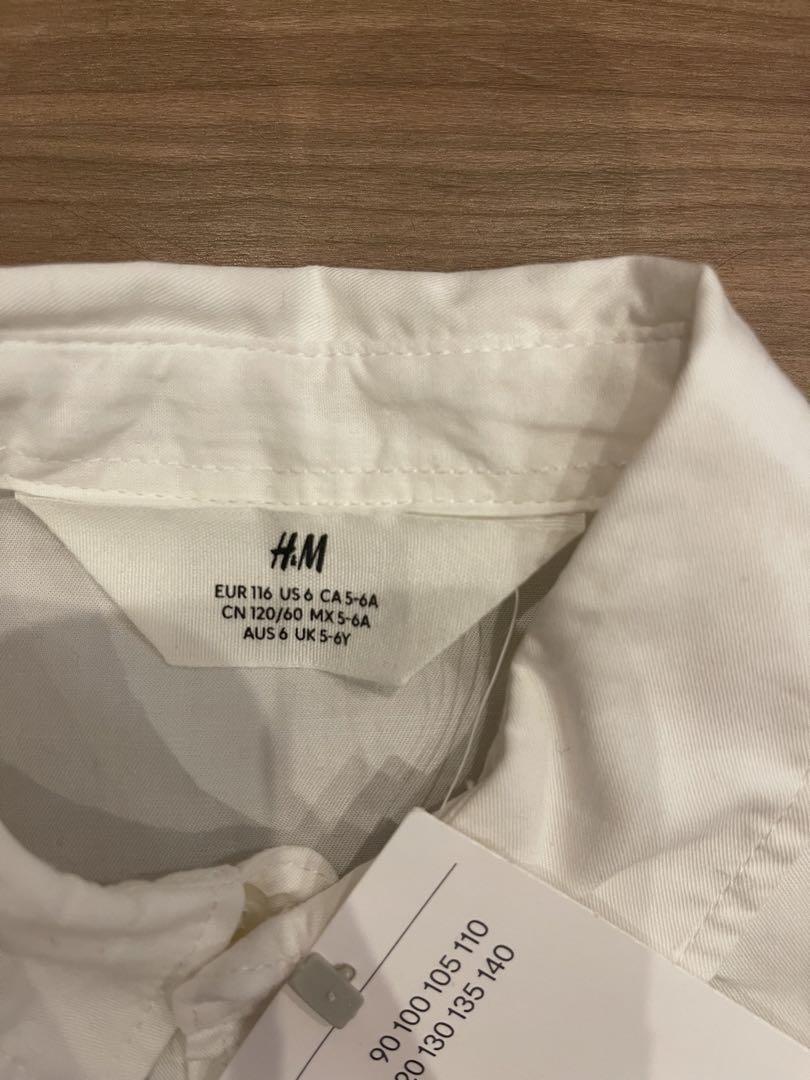 H&M
EUR 116 US 6 CA 5-6A
CN 120/60 MX 5-6A
AUS 6 UK 5-6Y
90 100 105 110
130 135 140